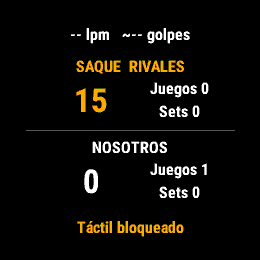 -- lpm ~-- golpes
SAQUE RIVALES
15
Juegos 0
Sets 0
NOSOTROS
0
Juegos 1
Sets 0
Táctil bloqueado